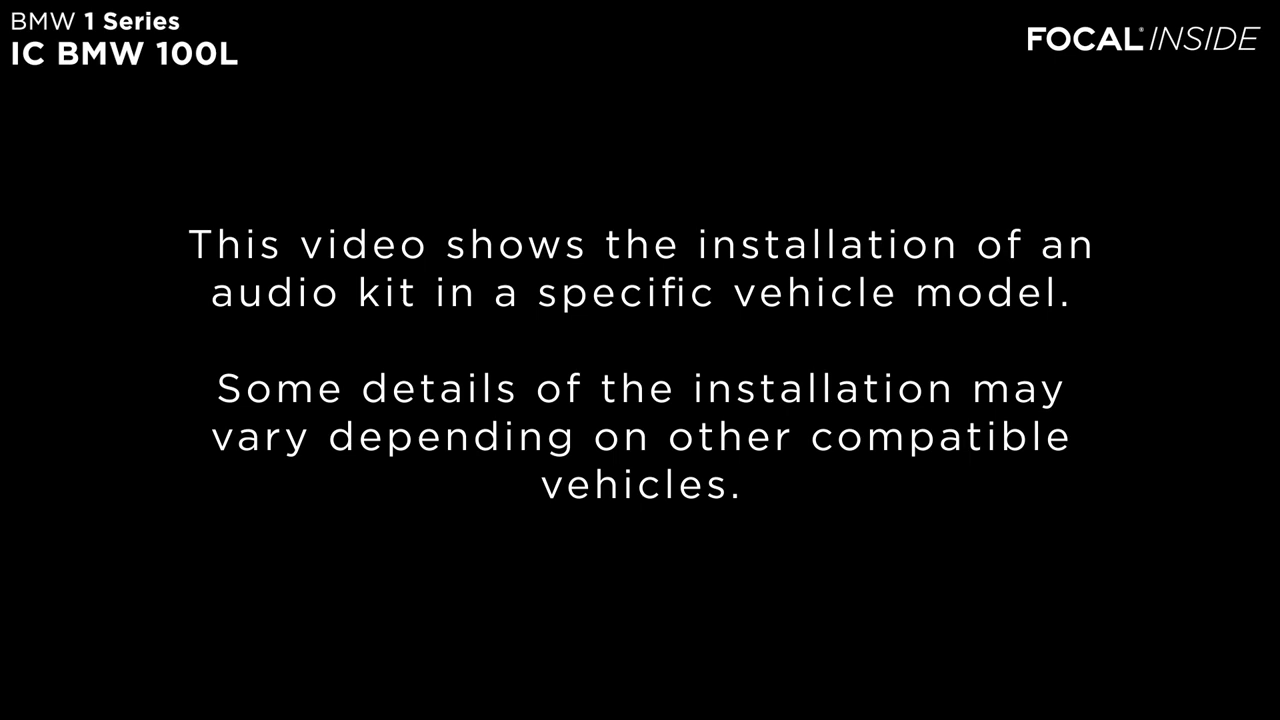 BMW 1 Series
IC BMW 100L
FOCAL® INSIDE
This video shows the installation of an
audio kit in a specific vehicle model.
Some details of the installation may
vary depending on other compatible
vehicles.